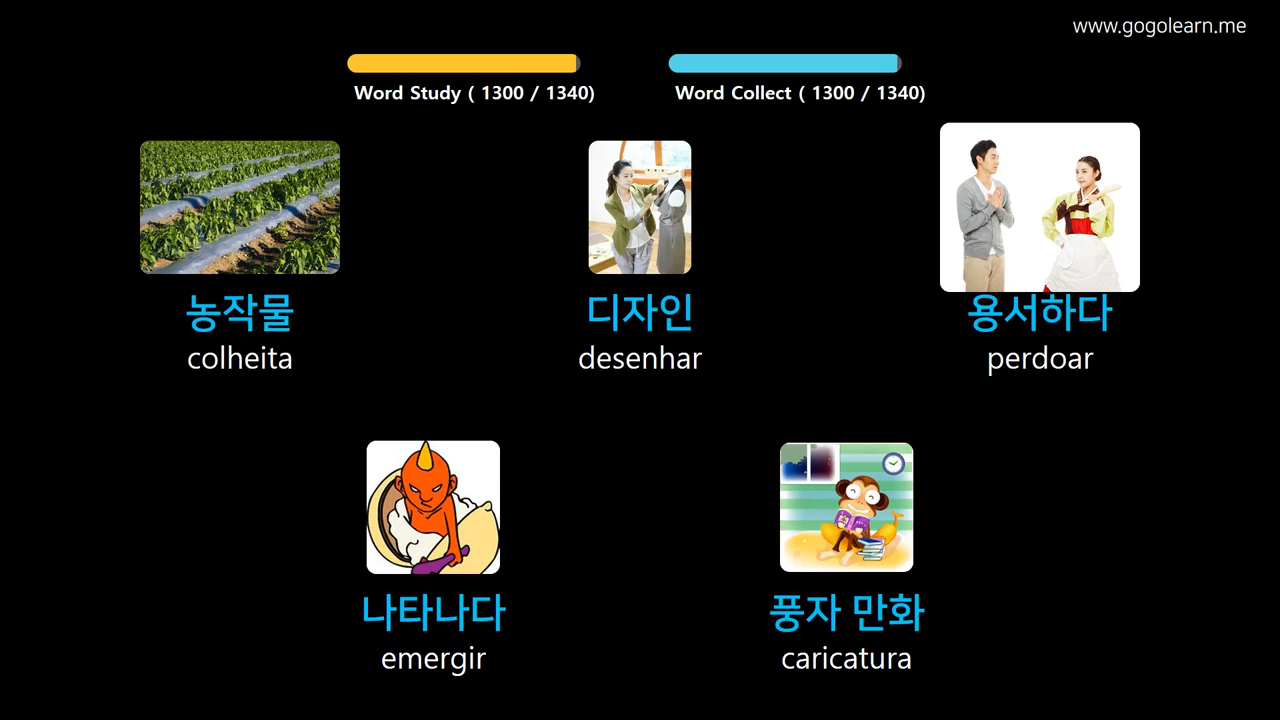 www.gogolearn.me
Word Study ( 1300 / 1340)
Word Collect ( 1300 / 1340)
농작물
colheita
디자인
desenhar
용서하다
perdoar
나타나다
emergir
풍자 만화
caricatura